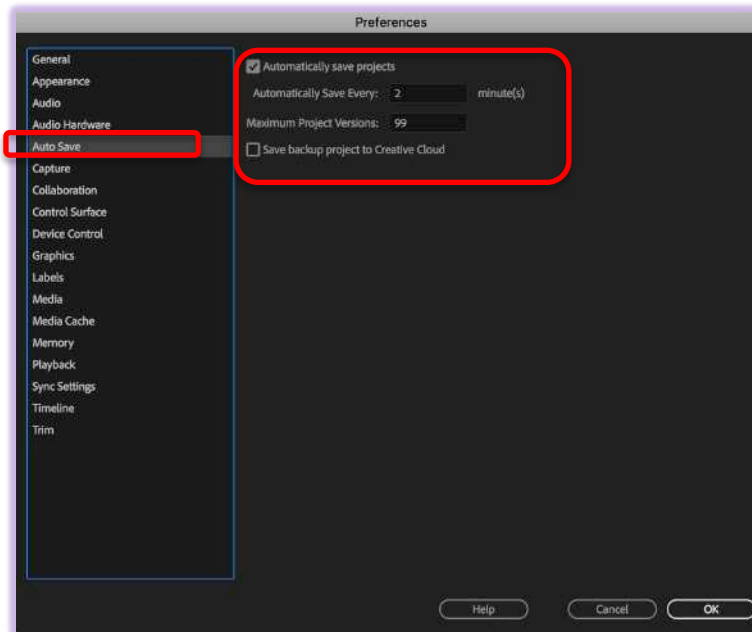 Preferences
General
Appearance
Audio
Audio Hardware
Auto Save
Capture
Collaboration
Control Surface
Device Control
Graphics
Labels
Media
Media Cache
Memory
Playback
Sync Settings
Timeline
Trim
Automatically save projects
Automatically Save Every: 2 minute(s)
Maximum Project Versions: 99
Save backup project to Creative Cloud
Help Cancel OK